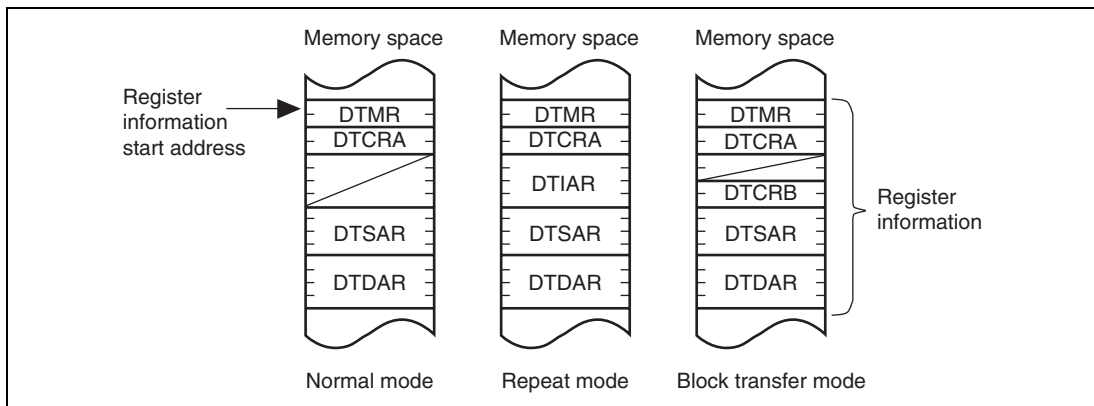 Memory space
Memory space
Memory space
Register
information
start address
DTMR
DTMR
DTMR
DTCRA
DTCRA
DTCRA
DTIAR
DTCRB
DTSAR
DTSAR
DTSAR
DTDAR
DTDAR
DTDAR
Register
information
Normal mode
Repeat mode
Block transfer mode